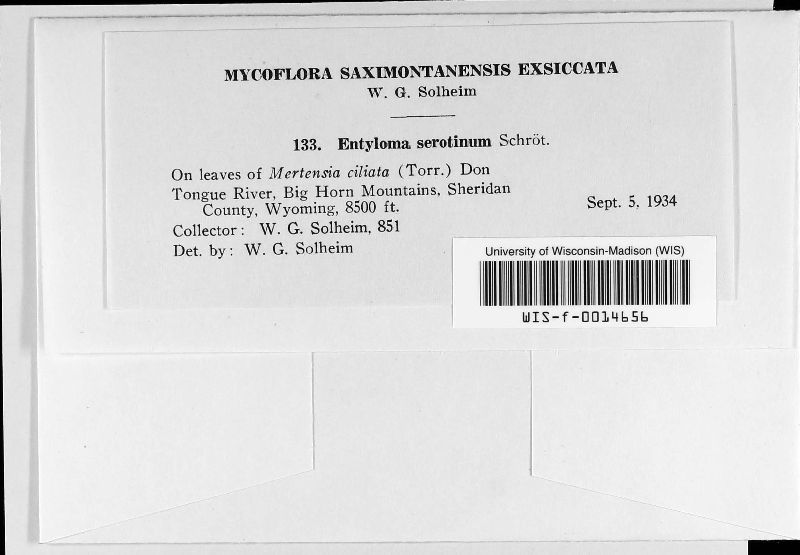 MYCOFLORA SAXIMONTANENSIS EXSICCATA
W. G. Solheim
133. Entyloma serotinum Schröt.
On leaves of Mertensia ciliata (Torr.) Don
Tongue River, Big Horn Mountains, Sheridan
County, Wyoming, 8500 ft.
Sept. 5, 1934
Collector: W. G. Solheim, 851
Det. by: W. G. Solheim
University of Wisconsin-Madison (WIS)
WIS-f-0014656